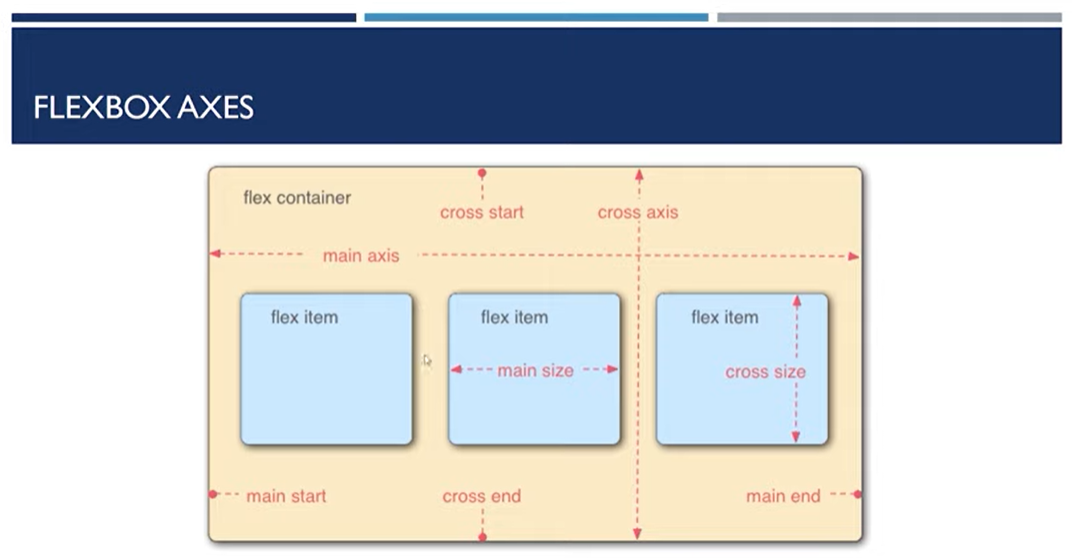 FLEXBOX AXES
flex container
cross start
cross axis
main axis
flex item
flex item
flex item
main size
cross size
main start
cross end
main end